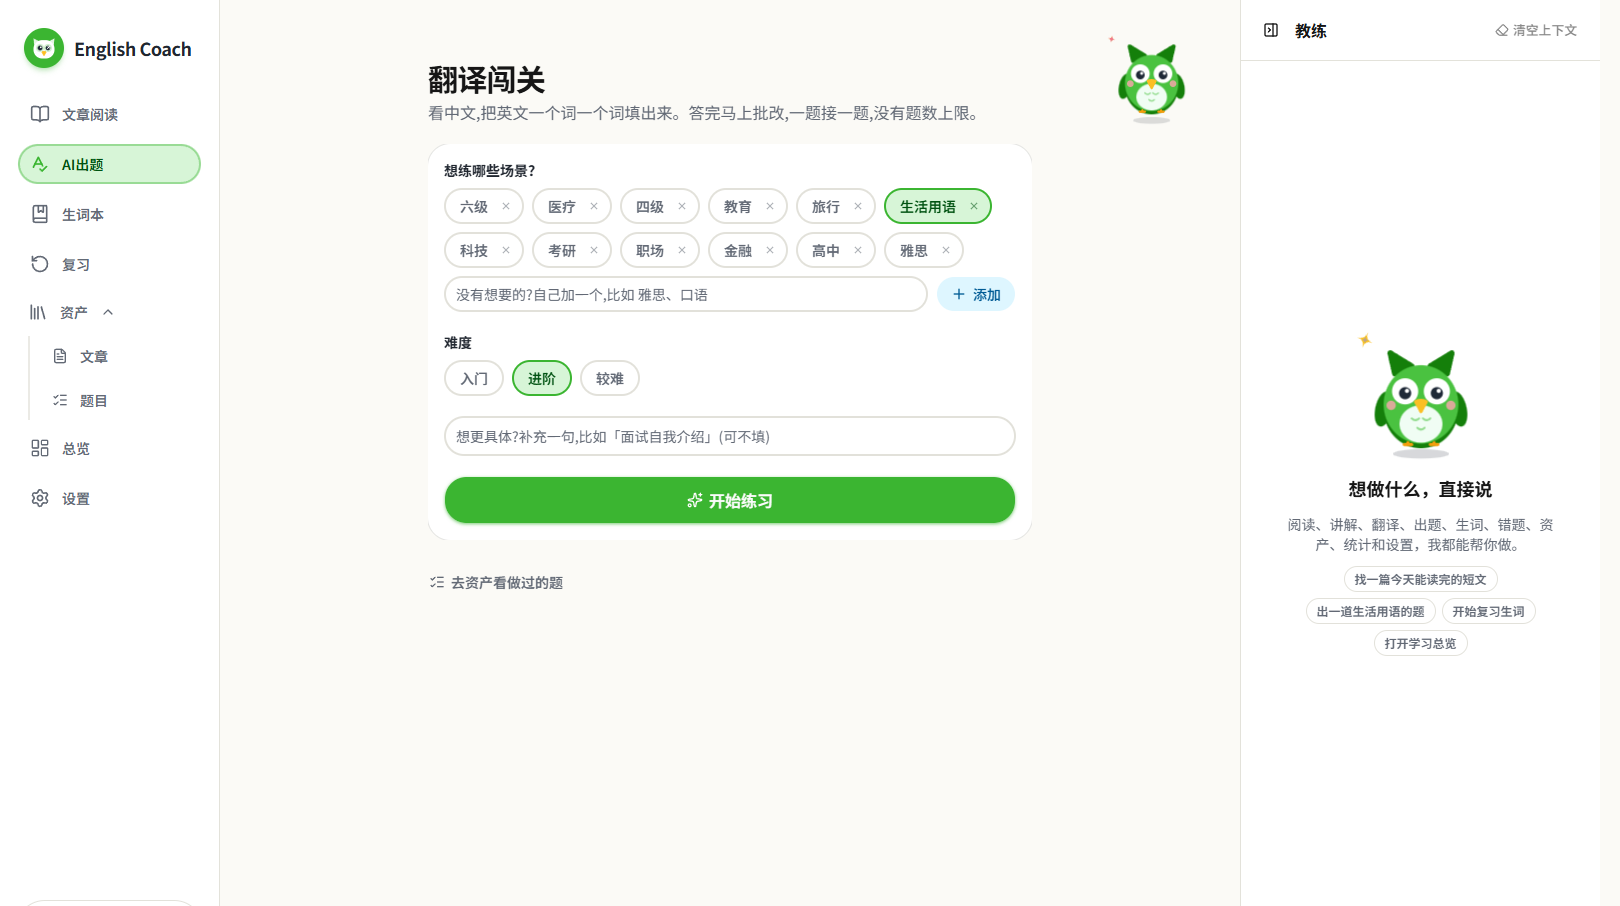 English Coach
文章阅读
AI出题
生词本
复习
资产
文章
题目
总览
设置
翻译闯关
看中文,把英文一个词一个词填出来。答完马上批改,一题接一题,没有题数上限。
想练哪些场景?
六级 × 医疗 × 四级 × 教育 × 旅行 × 生活用语 ×
科技 × 考研 × 职场 × 金融 × 高中 × 雅思 ×
没有想要的?自己加一个,比如 雅思、口语 + 添加
难度
入门 进阶 较难
想更具体?补充一句,比如「面试自我介绍」(可不填)
开始练习
去资产看做过的题
教练 清空上下文
想做什么，直接说
阅读、讲解、翻译、出题、生词、错题、资
产、统计和设置，我都能帮你做。
找一篇今天能读完的短文
出一道生活用语的题 开始复习生词
打开学习总览